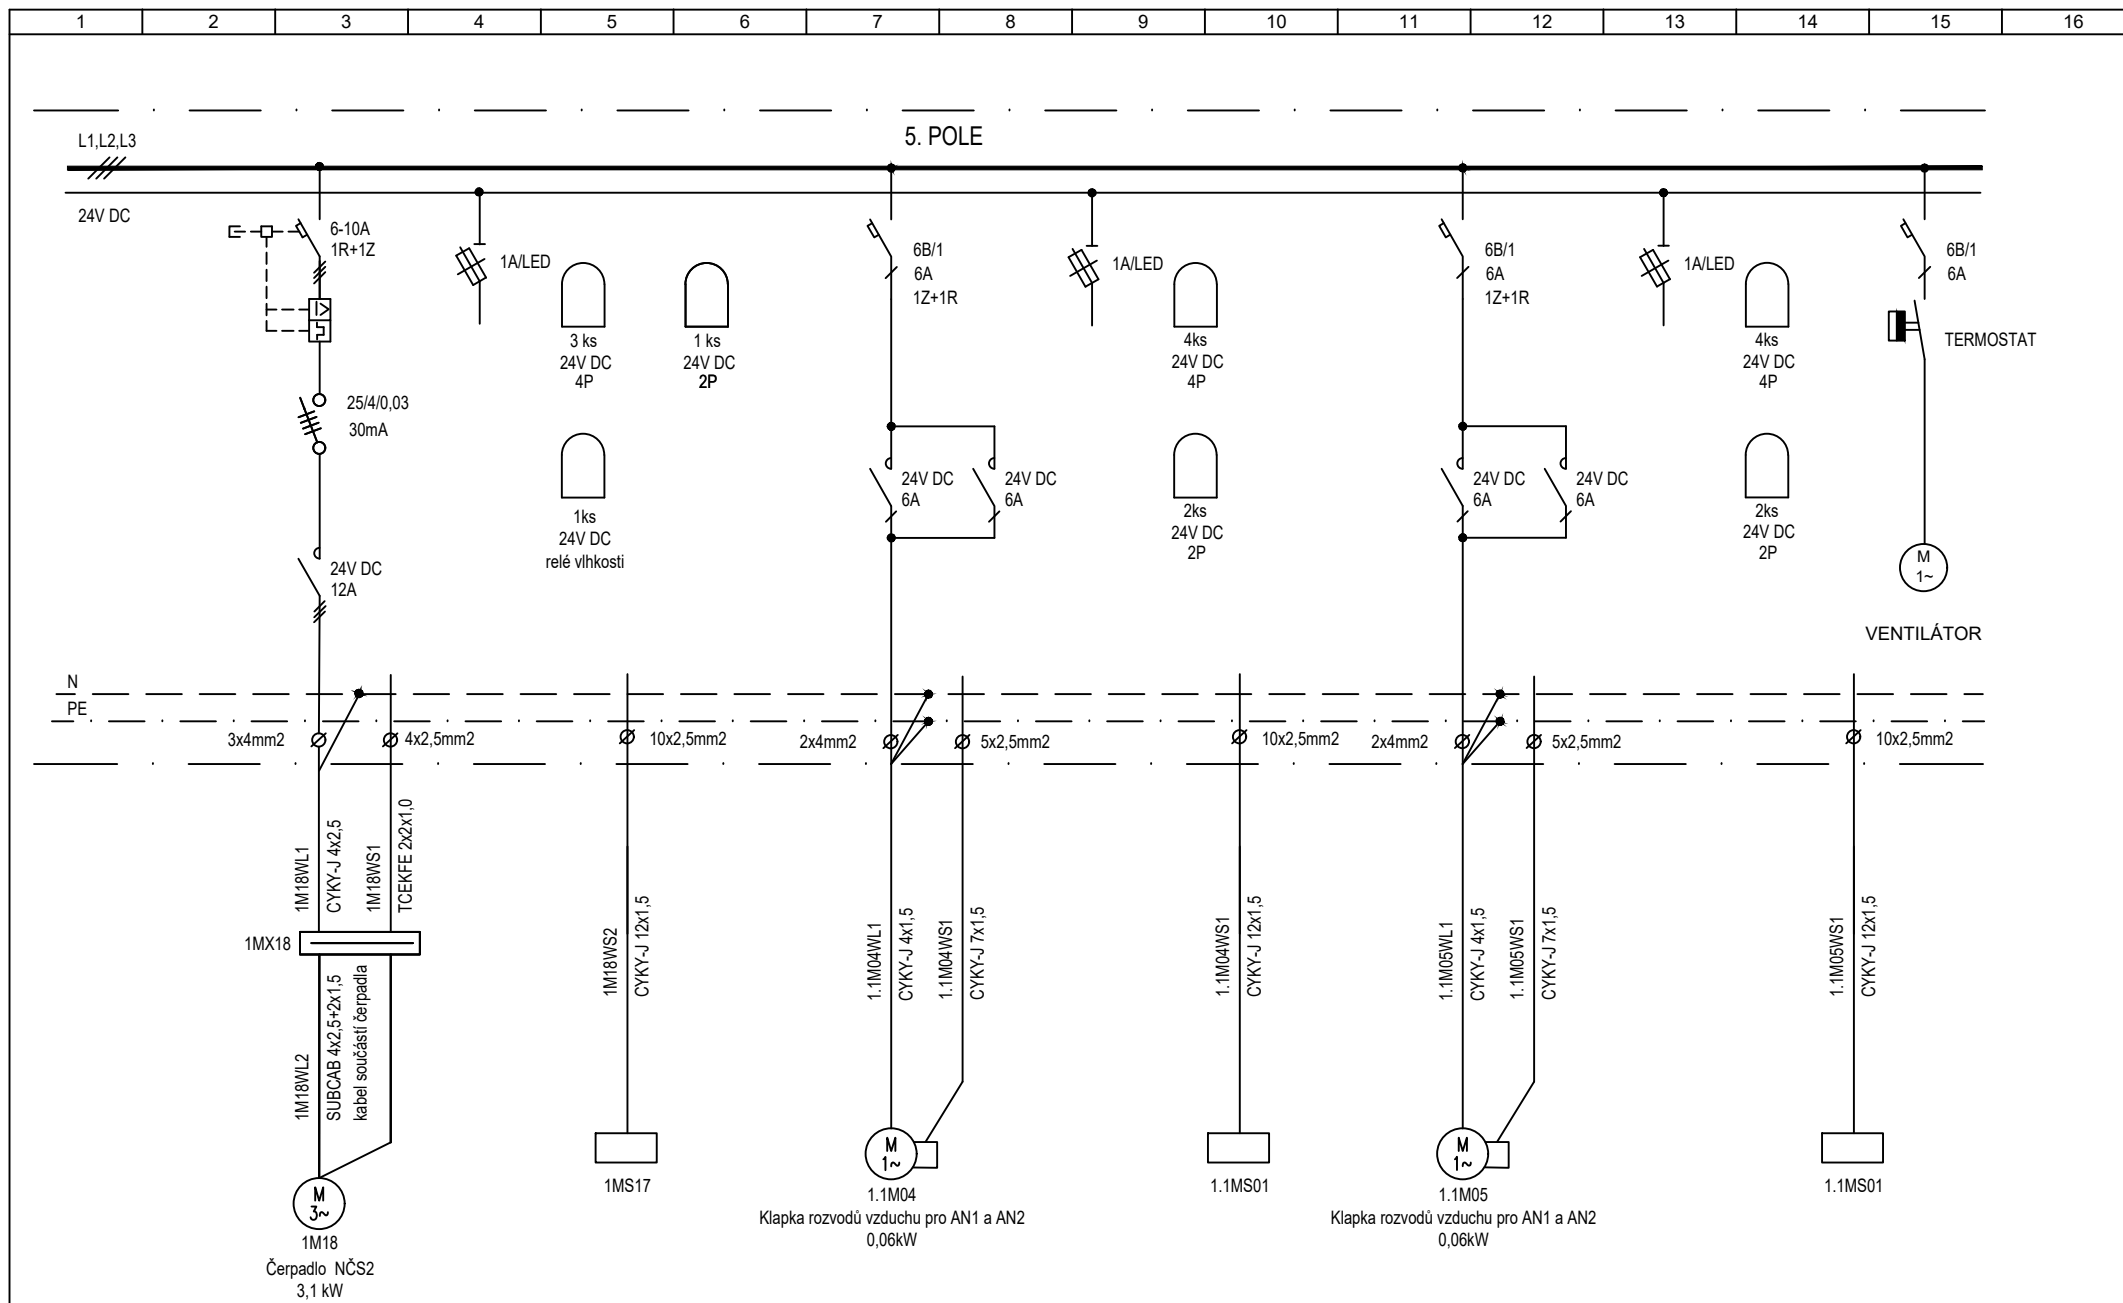 1 2 3 4 5 6 7 8 9 10 11 12 13 14 15 16
5. POLE
L1,L2,L3
24V DC
6-10A
1R+1Z
1A/LED
3 ks
24V DC
4P
1 ks
24V DC
2P
6B/1
6A
1Z+1R
1A/LED
4ks
24V DC
4P
6B/1
6A
1Z+1R
1A/LED
4ks
24V DC
4P
6B/1
6A
TERMOSTAT
25/4/0,03
30mA
1ks
24V DC
relé vlhkosti
24V DC
6A
24V DC
6A
2ks
24V DC
2P
24V DC
6A
24V DC
6A
2ks
24V DC
2P
M
1~
VENTILÁTOR
24V DC
12A
N
PE
3x4mm2
4x2,5mm2
10x2,5mm2
2x4mm2
5x2,5mm2
10x2,5mm2
2x4mm2
5x2,5mm2
10x2,5mm2
1M18WL1
CYKY-J 4x2,5
1M18WS1
TCEKFE 2x2x1,0
1MX18
1M18WL2
SUBCAB 4x2,5+2x1,5
kabel součástí čerpadla
M
3~
1M18
Čerpadlo NČS2
3,1 kW
1M18WS2
CYKY-J 12x1,5
1MS17
1.1M04WL1
CYKY-J 4x1,5
1.1M04WS1
CYKY-J 7x1,5
M
1~
1.1M04
Klapka rozvodů vzduchu pro AN1 a AN2
0,06kW
1.1M04WS1
CYKY-J 12x1,5
1.1MS01
1.1M05WL1
CYKY-J 4x1,5
1.1M05WS1
CYKY-J 7x1,5
M
1~
1.1M05
Klapka rozvodů vzduchu pro AN1 a AN2
0,06kW
1.1M05WS1
CYKY-J 12x1,5
1.1MS01